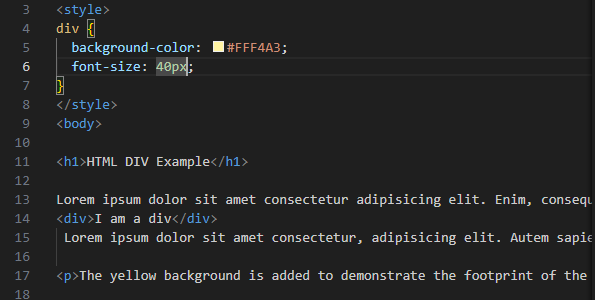 3 <style>
4 div {
5 background-color: #FFF4A3;
6 font-size: 40px;
7 }
8 </style>
9 <body>
10
11 <h1>HTML DIV Example</h1>
12
13 Lorem ipsum dolor sit amet consectetur adipisicing elit. Enim, consequ
14 <div>I am a div</div>
15 Lorem ipsum dolor sit amet consectetur, adipisicing elit. Autem sapie
16
17 <p>The yellow background is added to demonstrate the footprint of the
18